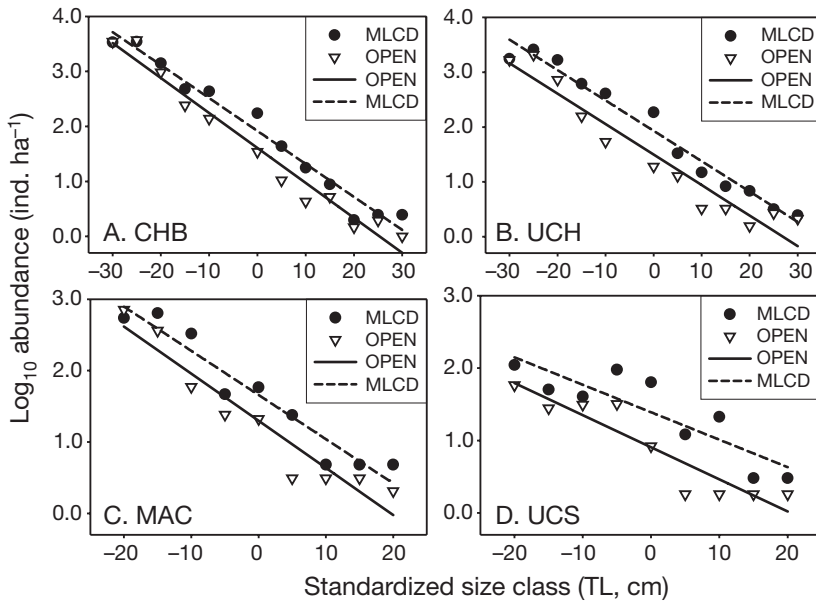 Log10 abundance (ind. ha–1)
4.0
3.0
2.0
1.0
0.0
MLCD
OPEN
OPEN
MLCD
A. CHB
–30 –20 –10 0 10 20 30
4.0
3.0
2.0
1.0
0.0
MLCD
OPEN
OPEN
MLCD
B. UCH
–30 –20 –10 0 10 20 30
3.0
2.0
1.0
0.0
MLCD
OPEN
OPEN
MLCD
C. MAC
–20 –10 0 10 20
3.0
2.0
1.0
0.0
MLCD
OPEN
OPEN
MLCD
D. UCS
–20 –10 0 10 20
Standardized size class (TL, cm)